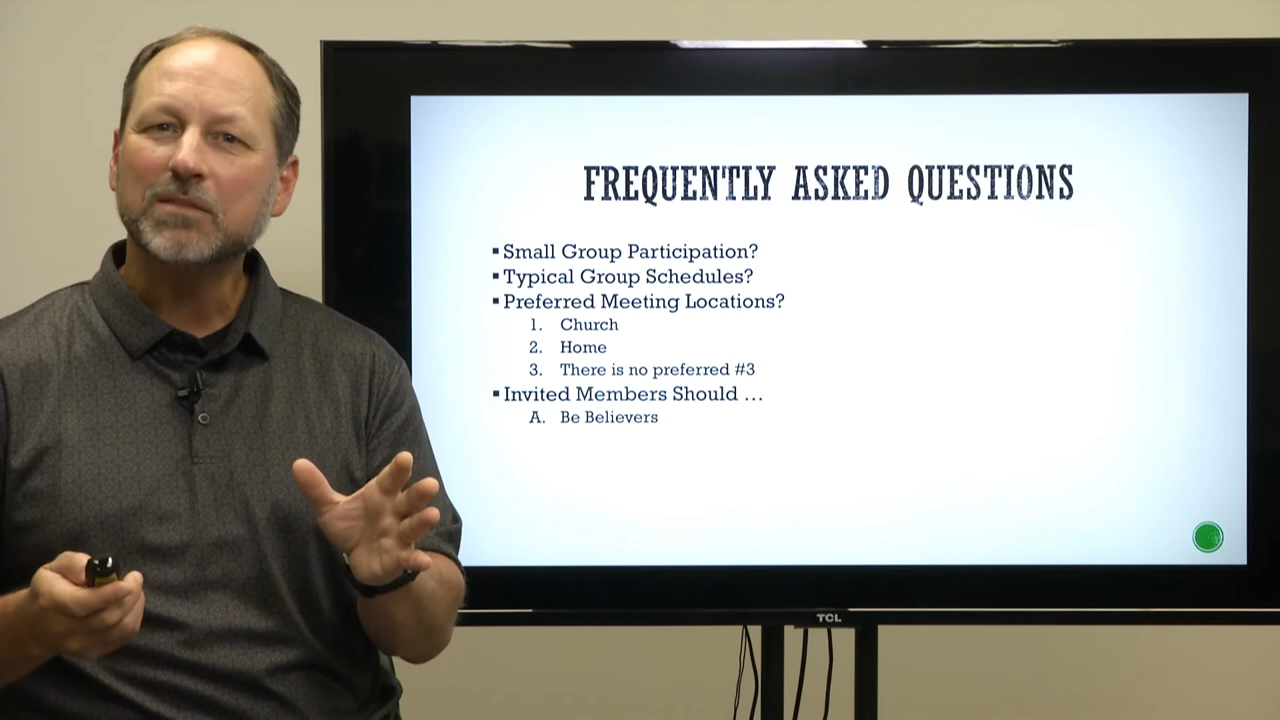 FREQUENTLY ASKED QUESTIONS
▪ Small Group Participation?
▪ Typical Group Schedules?
▪ Preferred Meeting Locations?
1. Church
2. Home
3. There is no preferred #3
▪ Invited Members Should …
A. Be Believers
TCL